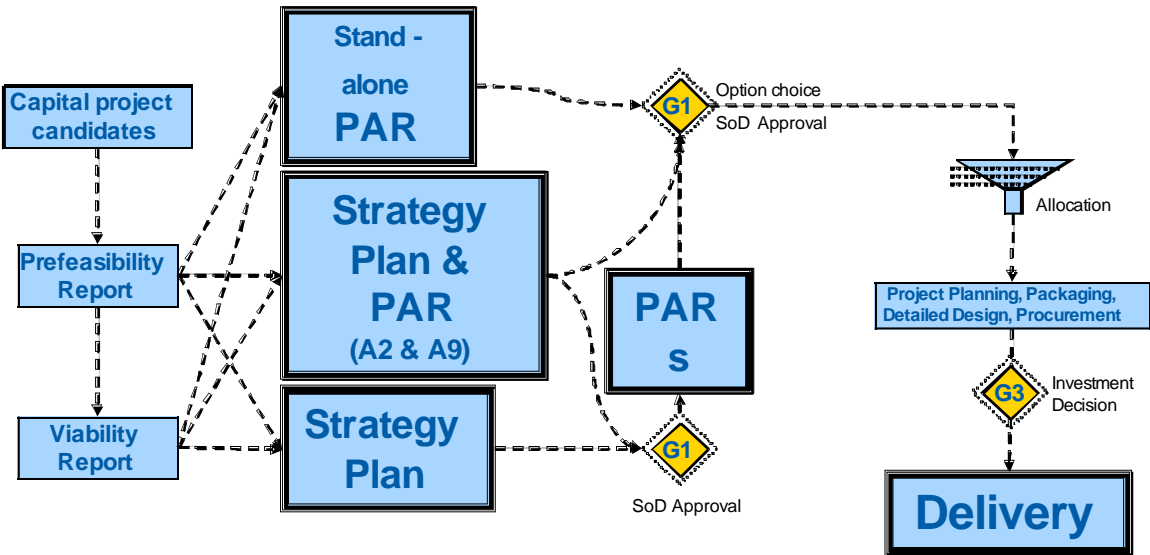 Capital project
candidates
Prefeasibility
Report
Viability
Report
Stand -
alone
PAR
Strategy
Plan &
PAR
(A2 & A9)
Strategy
Plan
G1
Option choice
SoD Approval
PAR
s
G1
SoD Approval
Allocation
Project Planning, Packaging,
Detailed Design, Procurement
G3
Investment
Decision
Delivery